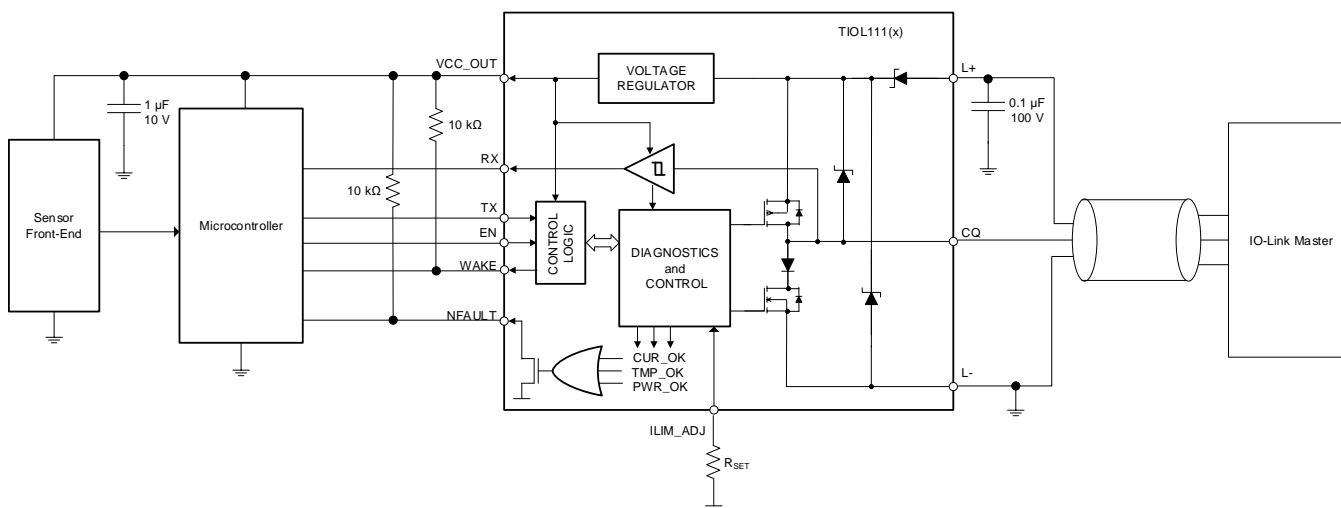 TIOL111(x)
VCC_OUT
VOLTAGE
REGULATOR
L+
1 µF
10 V
10 kΩ
0.1 µF
100 V
RX
10 kΩ
Sensor
Front-End
Microcontroller
TX
EN
WAKE
NFAULT
CONTROL
LOGIC
DIAGNOSTICS
and
CONTROL
CQ
IO-Link Master
CUR_OK
TMP_OK
PWR_OK
L-
ILIM_ADJ
RSET